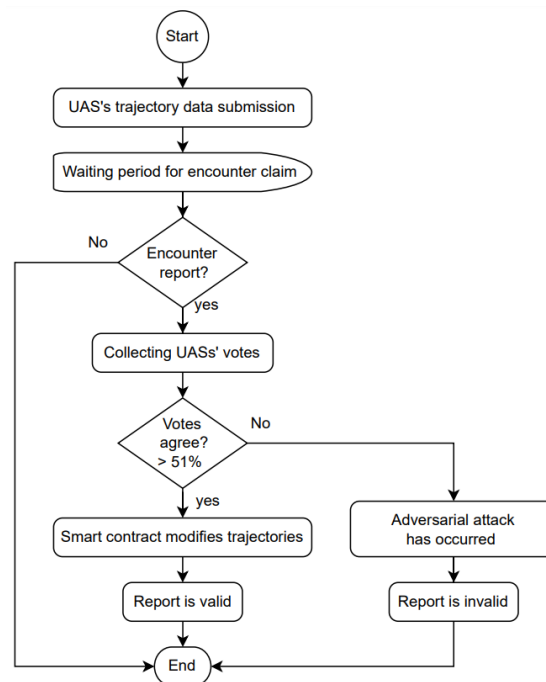 Start
UAS's trajectory data submission
Waiting period for encounter claim
No
Encounter
report?
yes
Collecting UASs' votes
Votes
agree?
> 51%
No
yes
Smart contract modifies trajectories
Adversarial attack
has occurred
Report is valid
Report is invalid
End